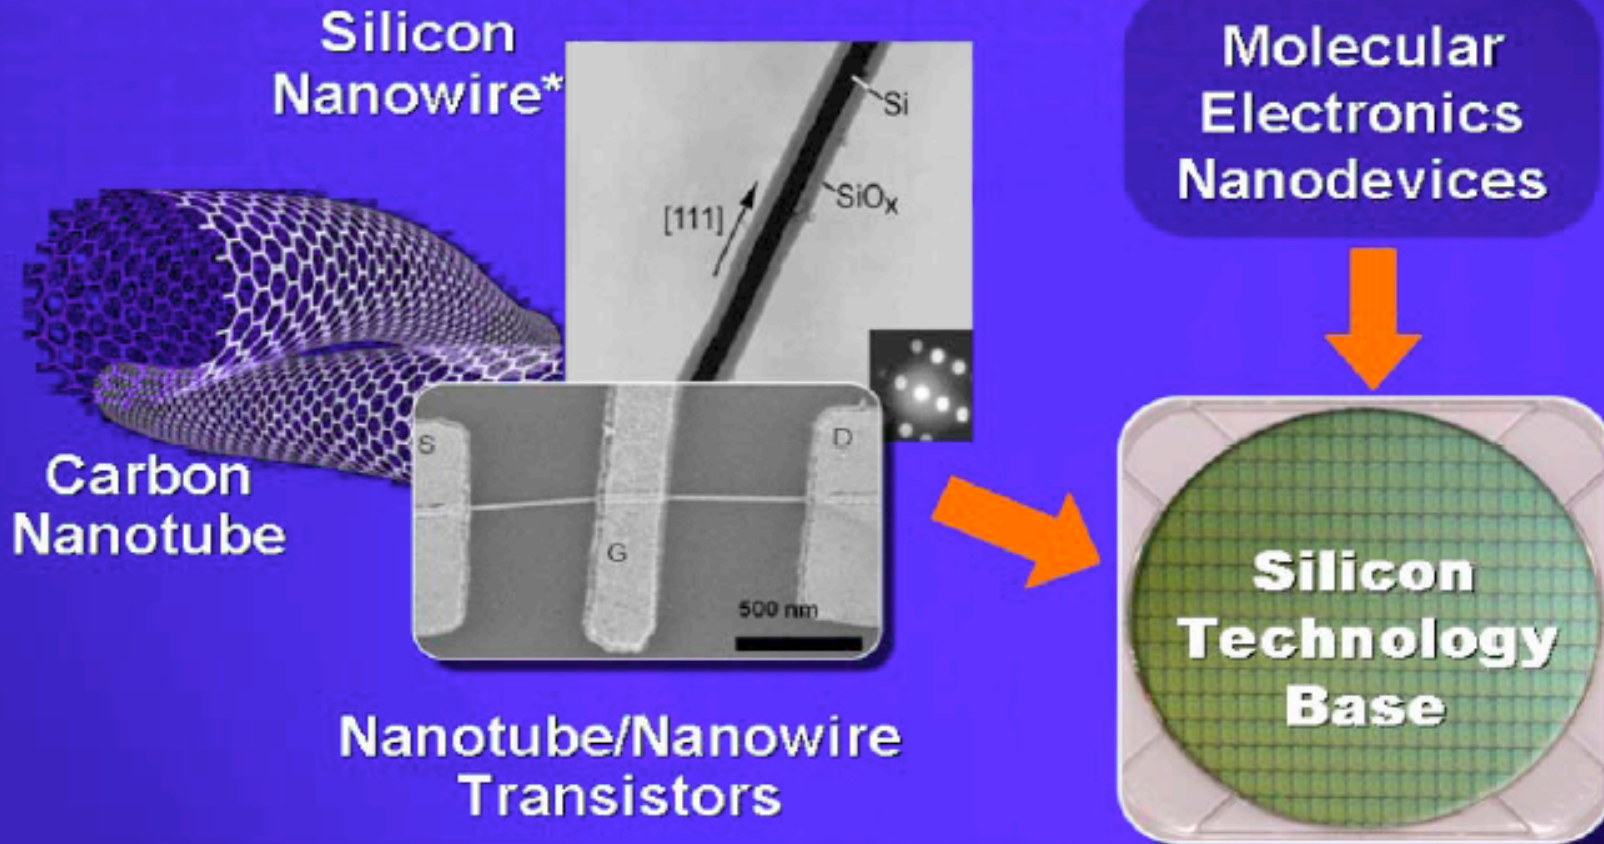 Silicon
Nanowire*
Si
SiOx
[111]
Molecular
Electronics
Nanodevices
Carbon
Nanotube
S
G
D
500 nm
Nanotube/Nanowire
Transistors
Silicon
Technology
Base